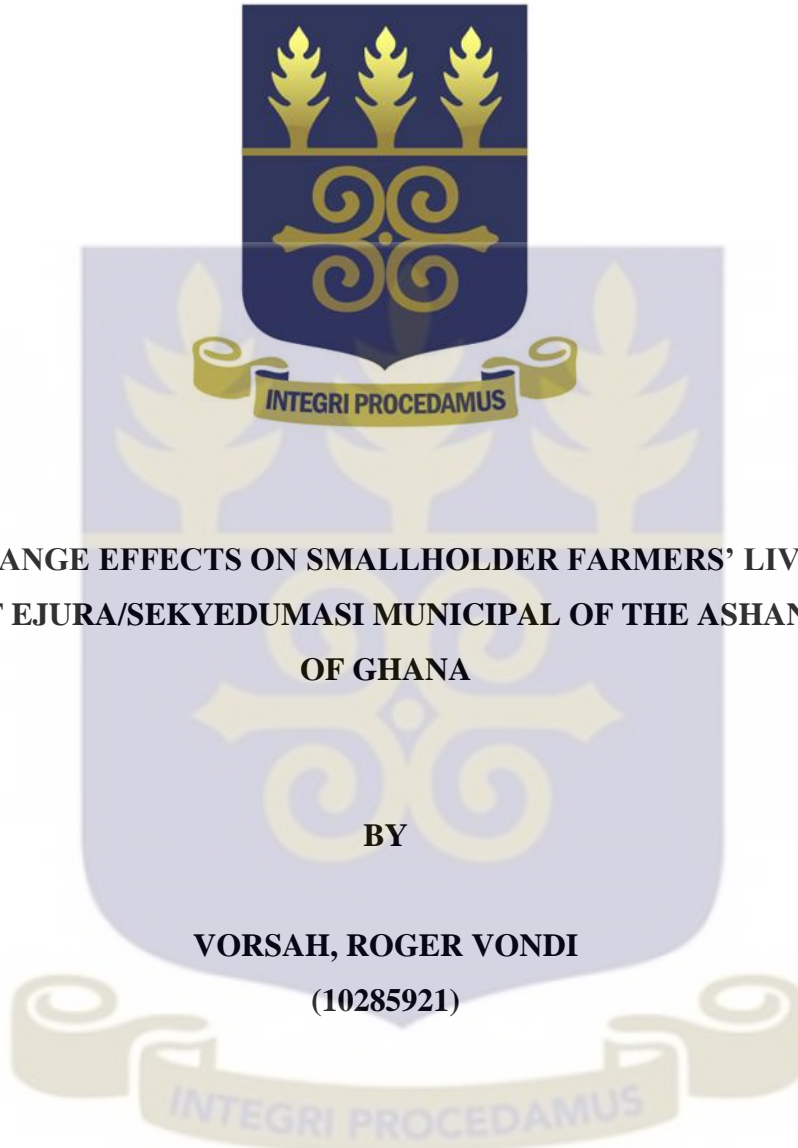 INTEGRI PROCEDAMUS
ANGE EFFECTS ON SMALLHOLDER FARMERS’ LIV
EJURA/SEKYEDUMASI MUNICIPAL OF THE ASHAN
OF GHANA
BY
VORSAH, ROGER VONDI
(10285921)
INTEGRI PROCEDAMUS